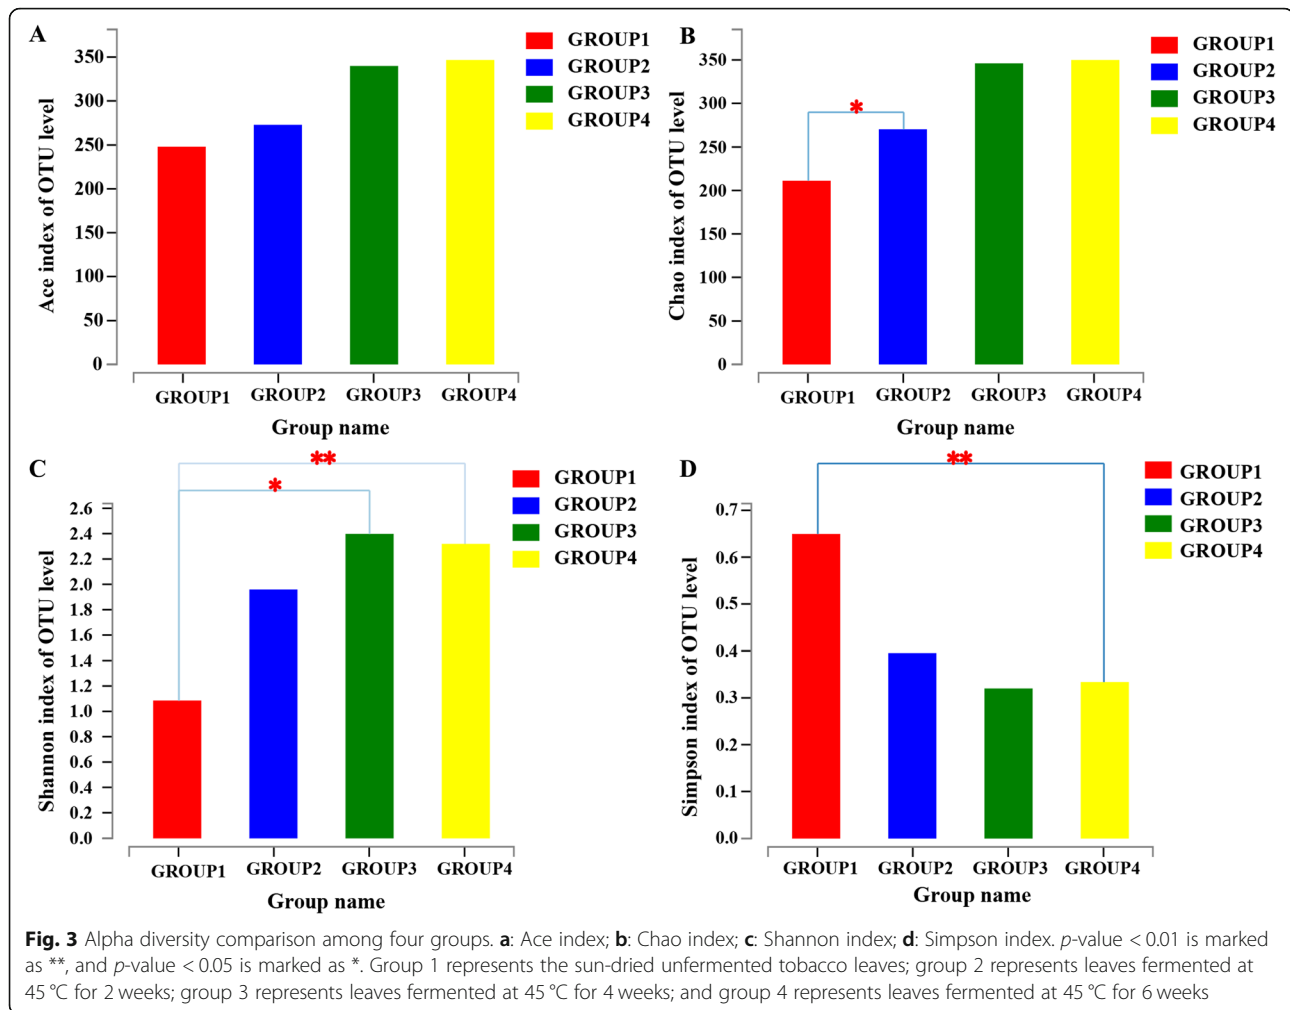 A
Ace index of OTU level
350
300
250
200
150
100
50
0
GROUP1 GROUP2 GROUP3 GROUP4
Group name
GROUP1
GROUP2
GROUP3
GROUP4
B
Chao index of OTU level
350
300
250
200
150
100
50
0
*
GROUP1 GROUP2 GROUP3 GROUP4
Group name
GROUP1
GROUP2
GROUP3
GROUP4
C
Shannon index of OTU level
2.6
2.4
2.2
2.0
1.8
1.6
1.4
1.2
1.0
0.8
0.6
0.4
0.2
0.0
**
*
GROUP1 GROUP2 GROUP3 GROUP4
Group name
GROUP1
GROUP2
GROUP3
GROUP4
D
Simpson index of OTU level
0.7
0.6
0.5
0.4
0.3
0.2
0.1
0.0
**
GROUP1 GROUP2 GROUP3 GROUP4
Group name
GROUP1
GROUP2
GROUP3
GROUP4
Fig. 3 Alpha diversity comparison among four groups. a: Ace index; b: Chao index; c: Shannon index; d: Simpson index. p-value < 0.01 is marked
as **, and p-value < 0.05 is marked as *. Group 1 represents the sun-dried unfermented tobacco leaves; group 2 represents leaves fermented at
45 °C for 2 weeks; group 3 represents leaves fermented at 45 °C for 4 weeks; and group 4 represents leaves fermented at 45 °C for 6 weeks